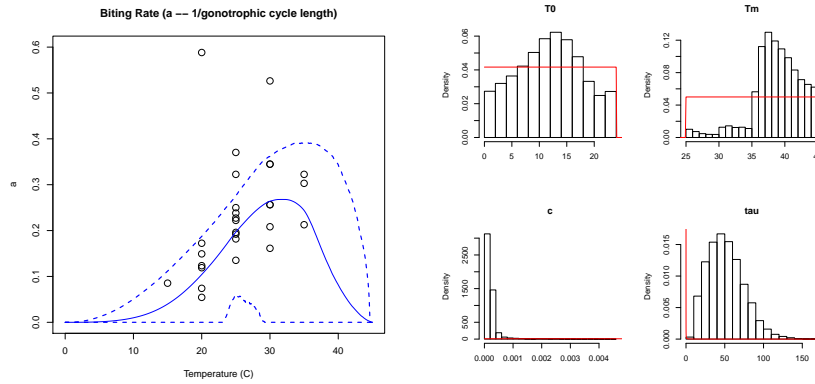 Biting Rate (a −− 1/gonotrophic cycle length)
a
0.0 0.1 0.2 0.3 0.4 0.5 0.6
0 10 20 30 40
Temperature (C)
T0
Density
0.00 0.02 0.04 0.06
0 5 10 15 20
Tm
Density
0.00 0.04 0.08 0.12
25 30 35 40
c
Density
0 500 1500 2500
0.000 0.001 0.002 0.003 0.004
tau
Density
0.000 0.005 0.010 0.015
0 50 100